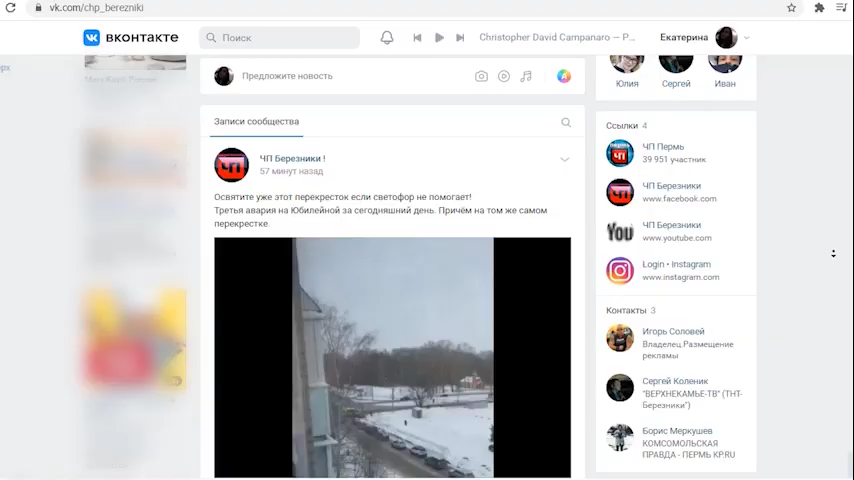 vk.com/chp_berezniki
вконтакте
Поиск
Christopher David Campanaro — P...
Екатерина
Предложите новость
Юлия
Сергей
Иван
Записи сообщества
ЧП Березники !
57 минут назад
Освятите уже этот перекресток если светофор не помогает!
Третья авария на Юбилейной за сегодняшний день. Причём на том же самом
перекрестке.
Ссылки 4
ЧП Пермь
39 951 участник
ЧП Березники
www.facebook.com
You
ЧП Березники
www.youtube.com
Login • Instagram
www.instagram.com
Контакты 3
Игорь Соловей
Владелец.Размещение
рекламы
Сергей Коленик
"ВЕРХНЕКАМЬЕ-ТВ" (ТНТ-
Березники")
Борис Меркушев
КОМСОМОЛЬСКАЯ
ПРАВДА - ПЕРМЬ KP.RU